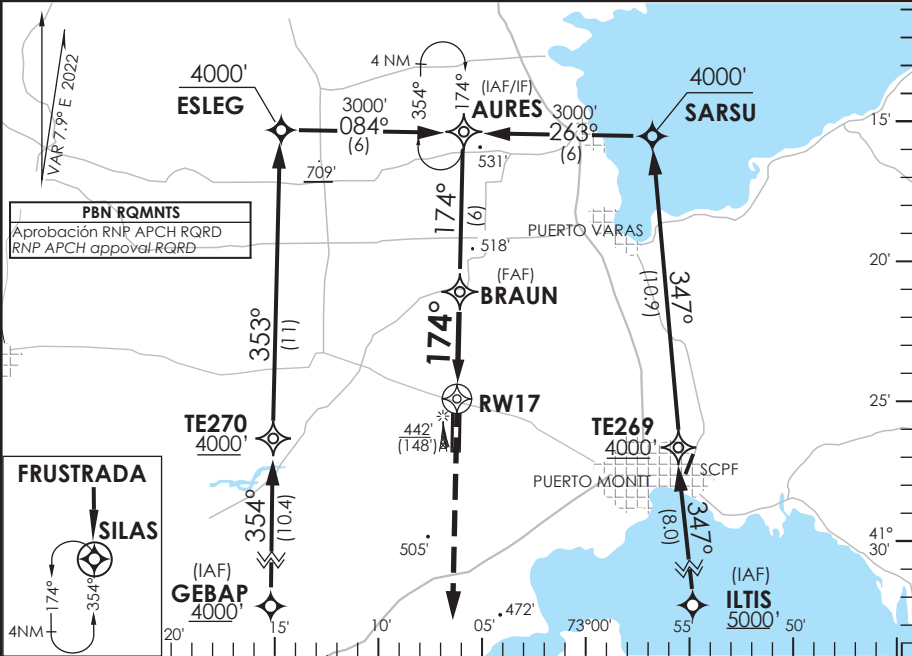 VAR 7.9° E 2022
4 NM
354°
174°
4000'
ESLEG
3000'
084°
(6)
(IAF/IF)
AURES
3000'
263°
(6)
4000'
SARSU
15'
531'
709'
174°
(6)
PBN RQMNTS
Aprobación RNP APCH RQRD
RNP APCH appoval RQRD
PUERTO VARAS
518'
20'
(FAF)
BRAUN
347°
(10.9)
353°
(11)
174°
RW17
25'
TE270
4000'
442'
(148')
TE269
4000'
SCPF
PUERTO MONTT
FRUSTRADA
SILAS
174°
354°
4NM
354°
(10.4)
347°
(8.0)
505'
41°
30'
(IAF)
GEBAP
4000'
(IAF)
ILTIS
5000'
472'
20'
15'
10'
05'
73°00'
55'
50'